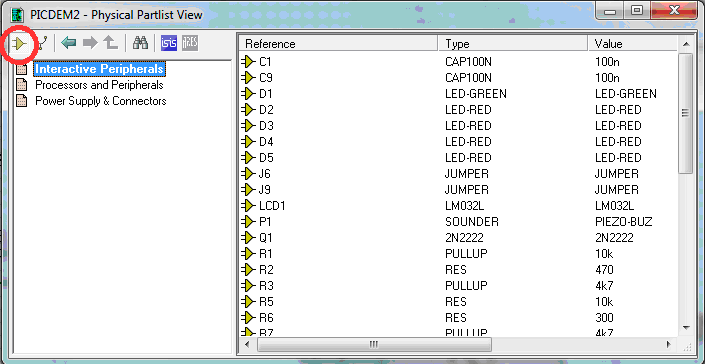 PICDEM2 - Physical Partlist View
isis ARES
Interactive Peripherals
Processors and Peripherals
Power Supply & Connectors
Reference Type Value
C1 CAP100N 100n
C9 CAP100N 100n
D1 LED-GREEN LED-GREEN
D2 LED-RED LED-RED
D3 LED-RED LED-RED
D4 LED-RED LED-RED
D5 LED-RED LED-RED
J6 JUMPER JUMPER
J9 JUMPER JUMPER
LCD1 LM032L LM032L
P1 SOUNDER PIEZO-BUZ
Q1 2N2222 2N2222
R1 PULLUP 10k
R2 RES 470
R3 PULLUP 4k7
R5 RES 10k
R6 RES 300
R7 PULLUP 4k7